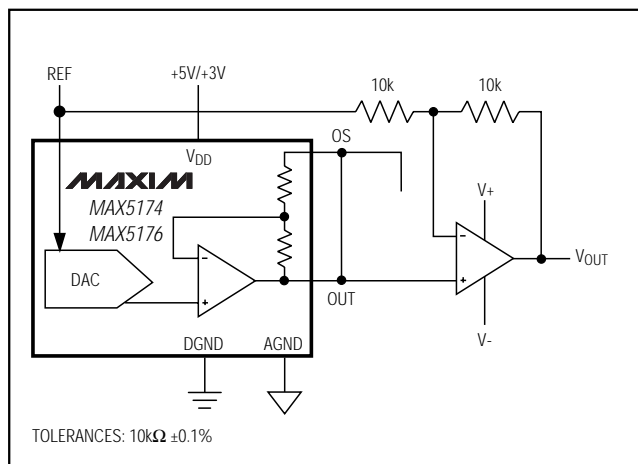 REF
+5V/+3V
10k
10k
OS
VDD
MAXIM
MAX5174
MAX5176
V+
-
-
DAC
+
+
VOUT
OUT
DGND
AGND
V-
TOLERANCES: 10kΩ ±0.1%